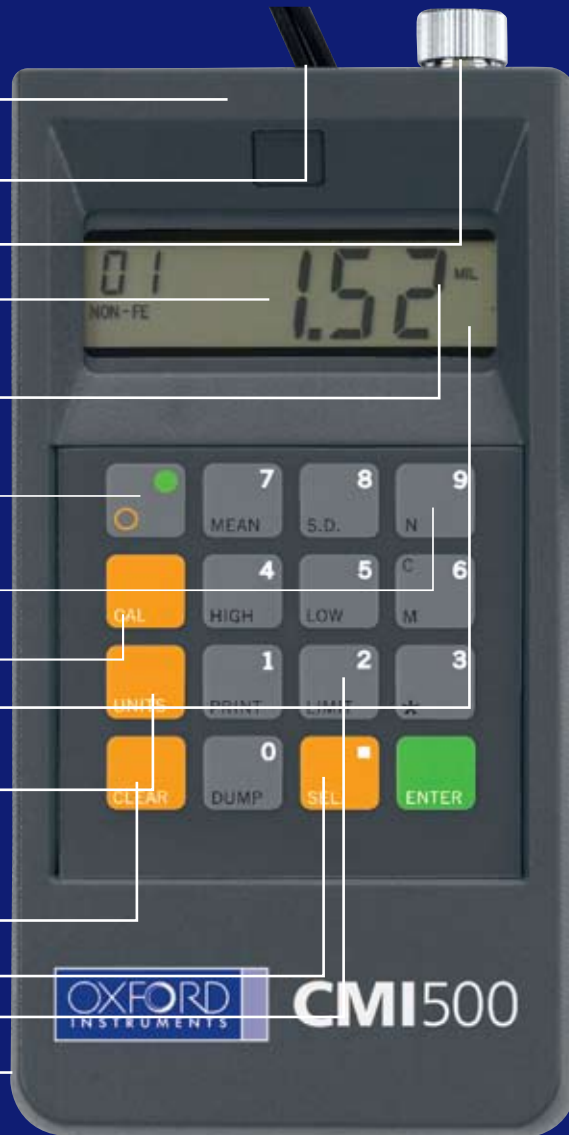 01 1.52 MIL
NON-FE
7 8 9
MEAN S.D. N
4 5 C 6
CAL HIGH LOW M
1 2 3
UNITS PRINT LIMIT *
0 ■
CLEAR DUMP SEL ENTER
OXFORD CMI500
INSTRUMENTS